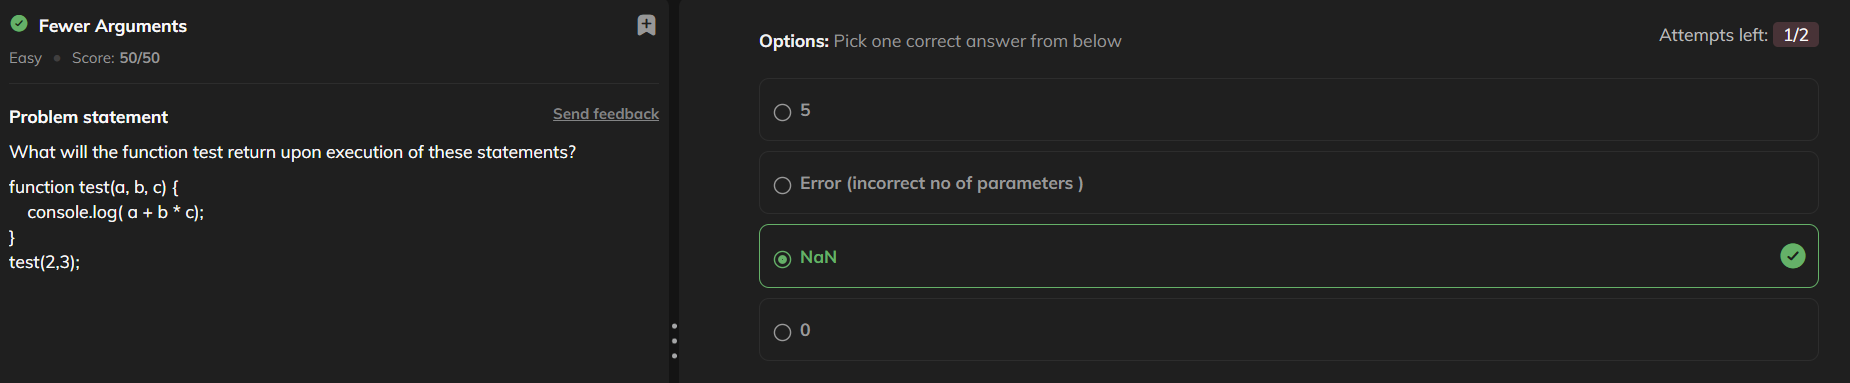 Fewer Arguments
Easy • Score: 50/50
Problem statement
Send feedback
What will the function test return upon execution of these statements?
function test(a, b, c) {
console.log( a + b * c);
}
test(2,3);
Options: Pick one correct answer from below
Attempts left: 1/2
5
Error (incorrect no of parameters )
NaN
0